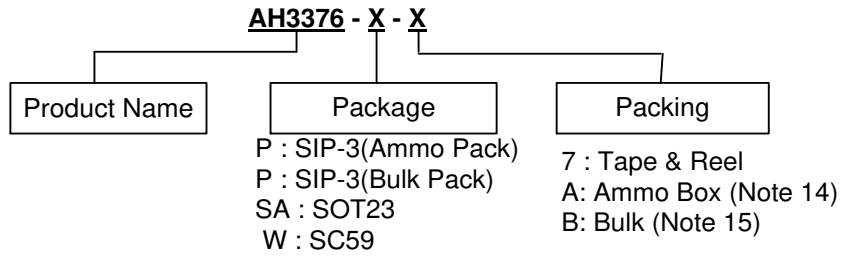 AH3376 - X - X
Product Name
Package
Packing
P : SIP-3(Ammo Pack)
P : SIP-3(Bulk Pack)
SA : SOT23
W : SC59
7 : Tape & Reel
A: Ammo Box (Note 14)
B: Bulk (Note 15)